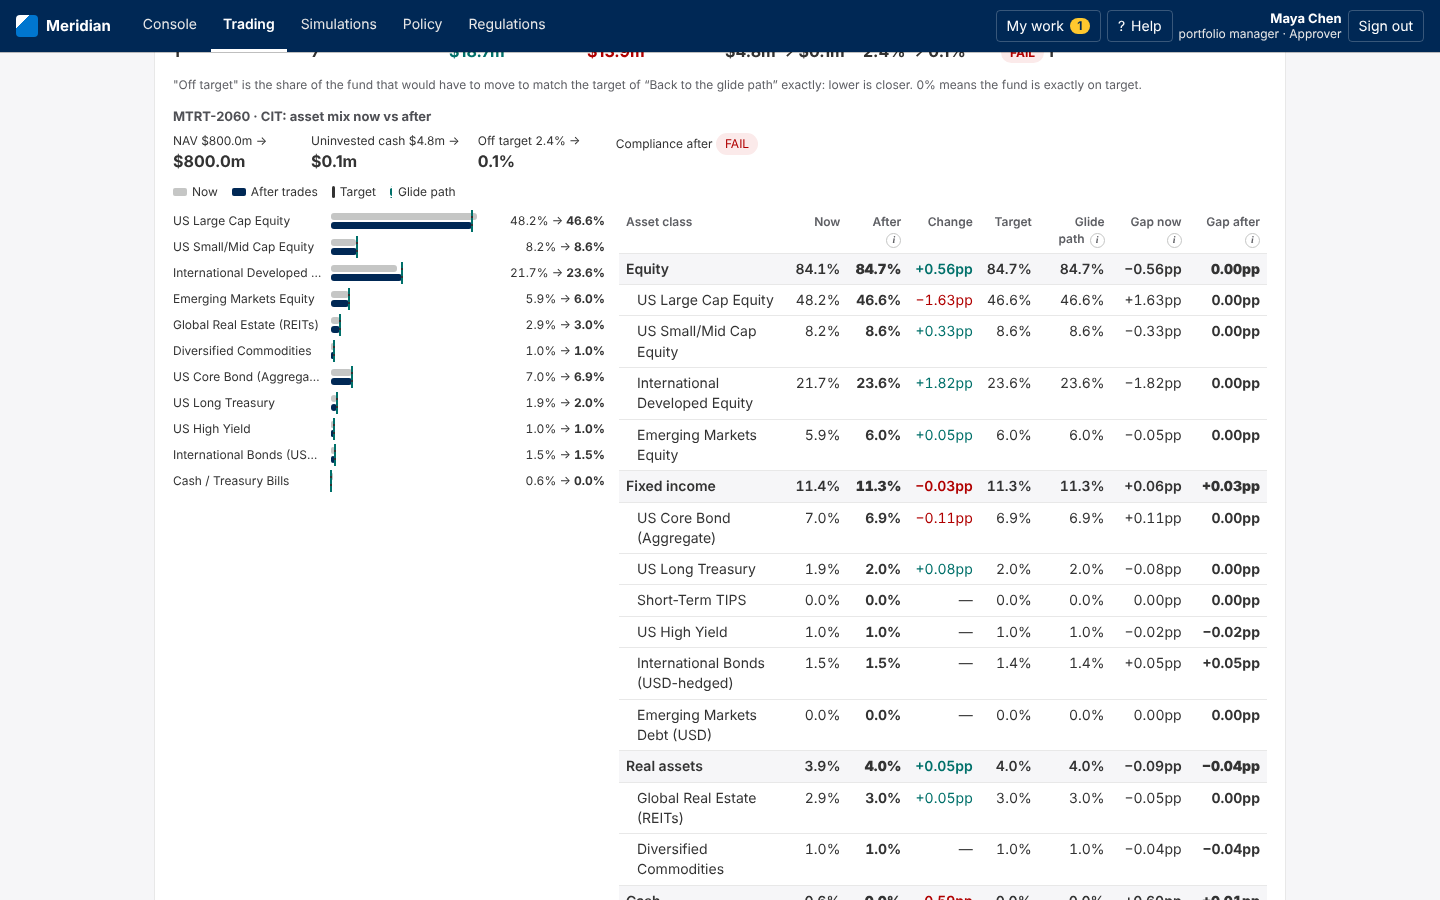 Meridian
Console
Trading
Simulations
Policy
Regulations
My work 1
? Help
Maya Chen
portfolio manager · Approver
Sign out
"Off target" is the share of the fund that would have to move to match the target of “Back to the glide path” exactly: lower is closer. 0% means the fund is exactly on target.
MTRT-2060 · CIT: asset mix now vs after
NAV $800.0m → Uninvested cash $4.8m → Off target 2.4% → Compliance after FAIL
$800.0m $0.1m 0.1%
Now After trades Target Glide path
US Large Cap Equity 48.2% → 46.6%
US Small/Mid Cap Equity 8.2% → 8.6%
International Developed ... 21.7% → 23.6%
Emerging Markets Equity 5.9% → 6.0%
Global Real Estate (REITs) 2.9% → 3.0%
Diversified Commodities 1.0% → 1.0%
US Core Bond (Aggrega... 7.0% → 6.9%
US Long Treasury 1.9% → 2.0%
US High Yield 1.0% → 1.0%
International Bonds (US... 1.5% → 1.5%
Cash / Treasury Bills 0.6% → 0.0%
Asset class Now After Change Target Glide Gap now Gap after
i path i i i
Equity 84.1% 84.7% +0.56pp 84.7% 84.7% −0.56pp 0.00pp
US Large Cap Equity 48.2% 46.6% −1.63pp 46.6% 46.6% +1.63pp 0.00pp
US Small/Mid Cap 8.2% 8.6% +0.33pp 8.6% 8.6% −0.33pp 0.00pp
Equity
International 21.7% 23.6% +1.82pp 23.6% 23.6% −1.82pp 0.00pp
Developed Equity
Emerging Markets 5.9% 6.0% +0.05pp 6.0% 6.0% −0.05pp 0.00pp
Equity
Fixed income 11.4% 11.3% −0.03pp 11.3% 11.3% +0.06pp +0.03pp
US Core Bond 7.0% 6.9% −0.11pp 6.9% 6.9% +0.11pp 0.00pp
(Aggregate)
US Long Treasury 1.9% 2.0% +0.08pp 2.0% 2.0% −0.08pp 0.00pp
Short-Term TIPS 0.0% 0.0% — 0.0% 0.0% 0.00pp 0.00pp
US High Yield 1.0% 1.0% — 1.0% 1.0% −0.02pp −0.02pp
International Bonds 1.5% 1.5% — 1.4% 1.4% +0.05pp +0.05pp
(USD-hedged)
Emerging Markets 0.0% 0.0% — 0.0% 0.0% 0.00pp 0.00pp
Debt (USD)
Real assets 3.9% 4.0% +0.05pp 4.0% 4.0% −0.09pp −0.04pp
Global Real Estate 2.9% 3.0% +0.05pp 3.0% 3.0% −0.05pp 0.00pp
(REITs)
Diversified 1.0% 1.0% — 1.0% 1.0% −0.04pp −0.04pp
Commodities